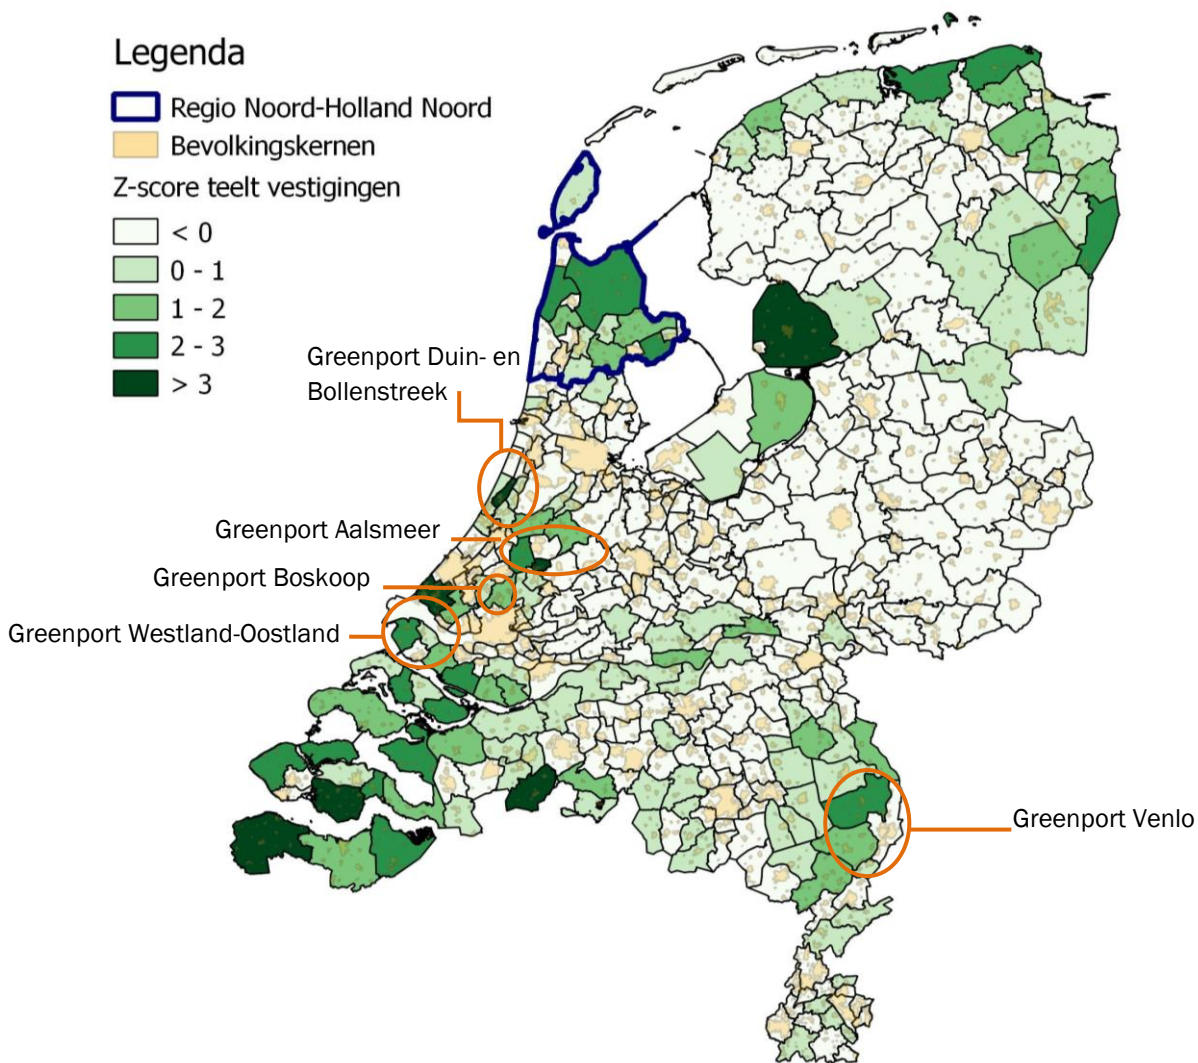 Legenda
Regio Noord-Holland Noord
Bevolkingskernen
Z-score teelt vestigingen
< 0
0 - 1
1 - 2
2 - 3
> 3
Greenport Duin- en
Bollenstreek
Greenport Aalsmeer
Greenport Boskoop
Greenport Westland-Oostland
Greenport Venlo